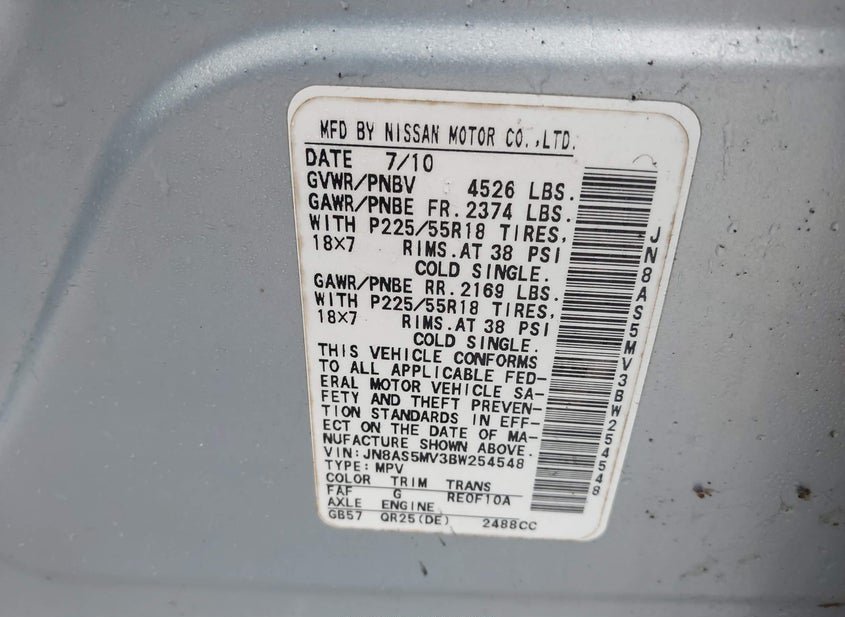 MFD BY NISSAN MOTOR CO.,LTD.
DATE 7/10
GVWR/PNBV 4526 LBS.
GAWR/PNBE FR.2374 LBS.
WITH P225/55R18 TIRES,
18X7 RIMS.AT 38 PSI
COLD SINGLE.
GAWR/PNBE RR.2169 LBS.
WITH P225/55R18 TIRES,
18X7 RIMS.AT 38 PSI
COLD SINGLE.
THIS VEHICLE CONFORMS
TO ALL APPLICABLE FED-
ERAL MOTOR VEHICLE SA-
FETY AND THEFT PREVEN-
TION STANDARDS IN EFF-
ECT ON THE DATE OF MA-
NUFACTURE SHOWN ABOVE.
VIN:JN8AS5MV3BW254548
TYPE:MPV
COLOR TRIM TRANS
FAF G RE0F10A
AXLE ENGINE
GB57 QR25(DE) 2488CC
JN8AS5MV3BW254548